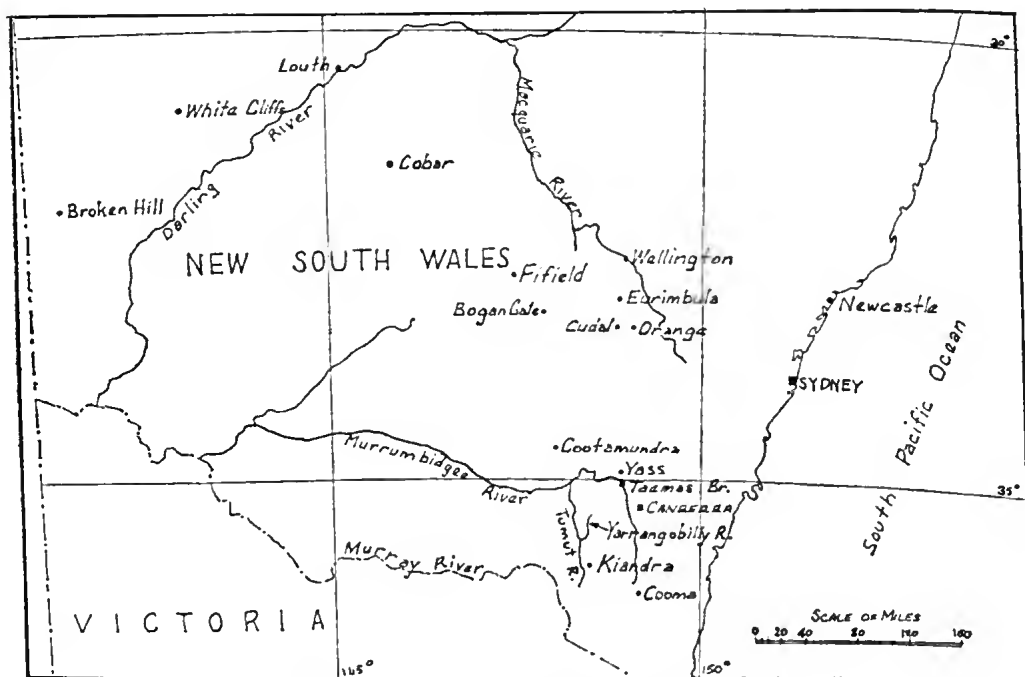 30°
Louth
White Cliffs
Darling River
Macquarie River
Cobar
Broken Hill
NEW SOUTH WALES
Wellington
Fifield
Eurimbula
Bogan Gate
Newcastle
Cudal
Orange
SYDNEY
South Pacific Ocean
Cootamundra
Murrumbidgee River
Yass
Taemas Br.
35°
CANBERRA
Tumut R.
Yarrangobilly R.
Murray River
Kiandra
Cooma
VICTORIA
SCALE OF MILES
0 20 40 80 120 160
145°
150°